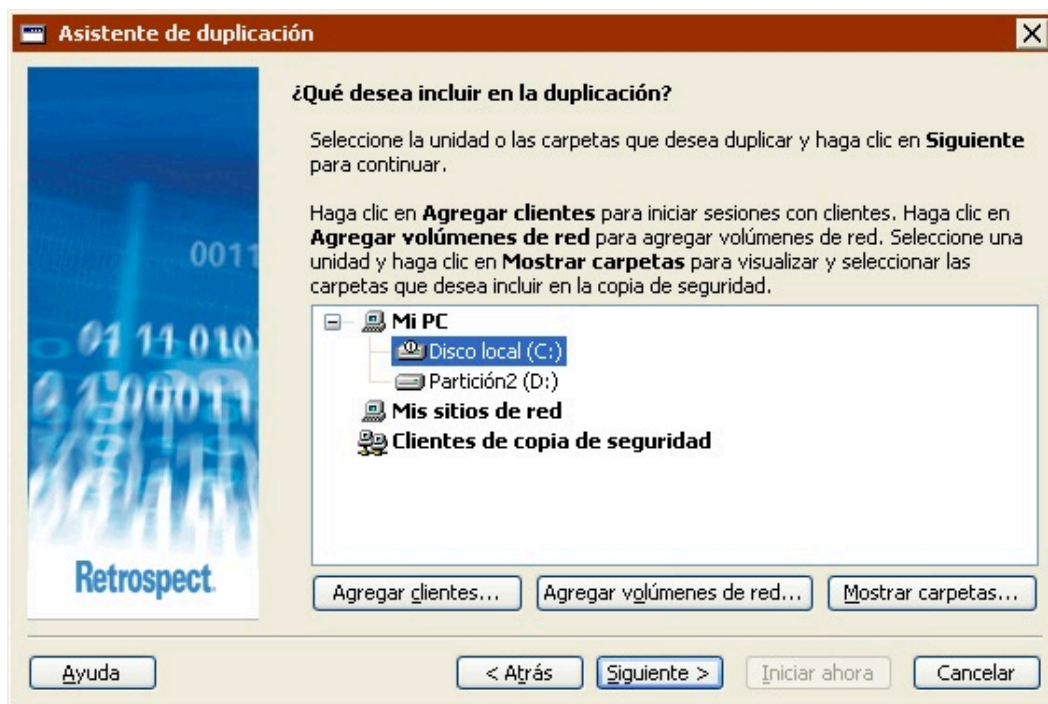 Asistente de duplicación
¿Qué desea incluir en la duplicación?
Seleccione la unidad o las carpetas que desea duplicar y haga clic en Siguiente
para continuar.
Haga clic en Agregar clientes para iniciar sesiones con clientes. Haga clic en
Agregar volúmenes de red para agregar volúmenes de red. Seleccione una
unidad y haga clic en Mostrar carpetas para visualizar y seleccionar las
carpetas que desea incluir en la copia de seguridad.
Mi PC
Disco local (C:)
Partición2 (D:)
Mis sitios de red
Clientes de copia de seguridad
0011
01 11 010
Retrospect.
Agregar clientes... Agregar volúmenes de red... Mostrar carpetas...
Ayuda < Atrás Siguiente > Iniciar ahora Cancelar